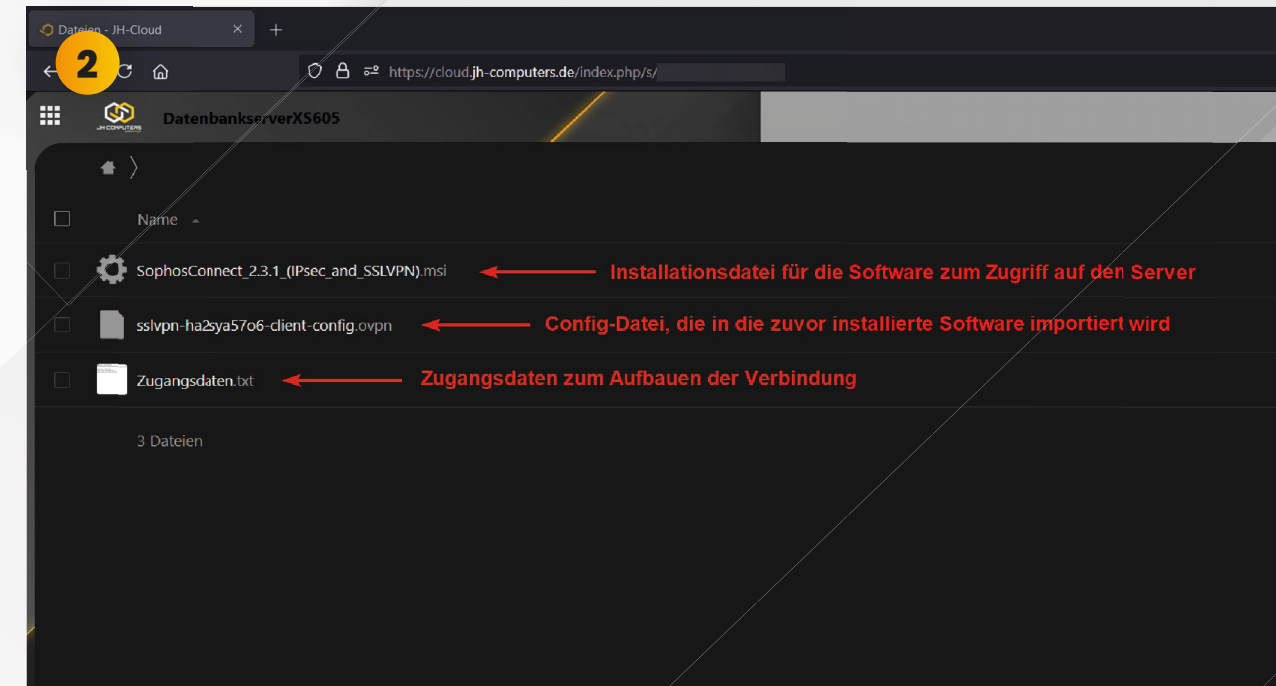 Dateien - JH-Cloud
2
https://cloud.jh-computers.de/index.php/s/
JH COMPUTERS
DatenbankserverXS605
Name
SophosConnect_2.3.1_(IPsec_and_SSLVPN).msi
Installationsdatei für die Software zum Zugriff auf den Server
sslvpn-ha2sya57o6-client-config.ovpn
Config-Datei, die in die zuvor installierte Software importiert wird
Zugangsdaten.txt
Zugangsdaten zum Aufbauen der Verbindung
3 Dateien